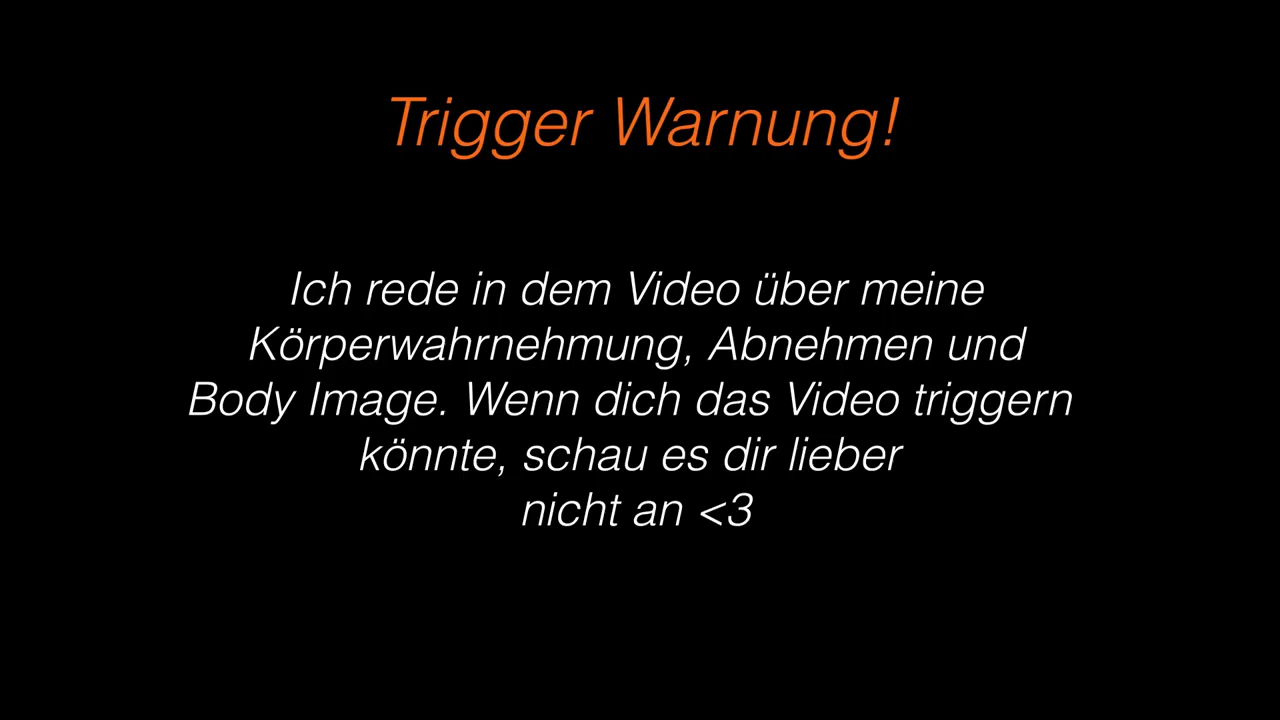 Trigger Warnung!
Ich rede in dem Video über meine
Körperwahrnehmung, Abnehmen und
Body Image. Wenn dich das Video triggern
könnte, schau es dir lieber
nicht an <3